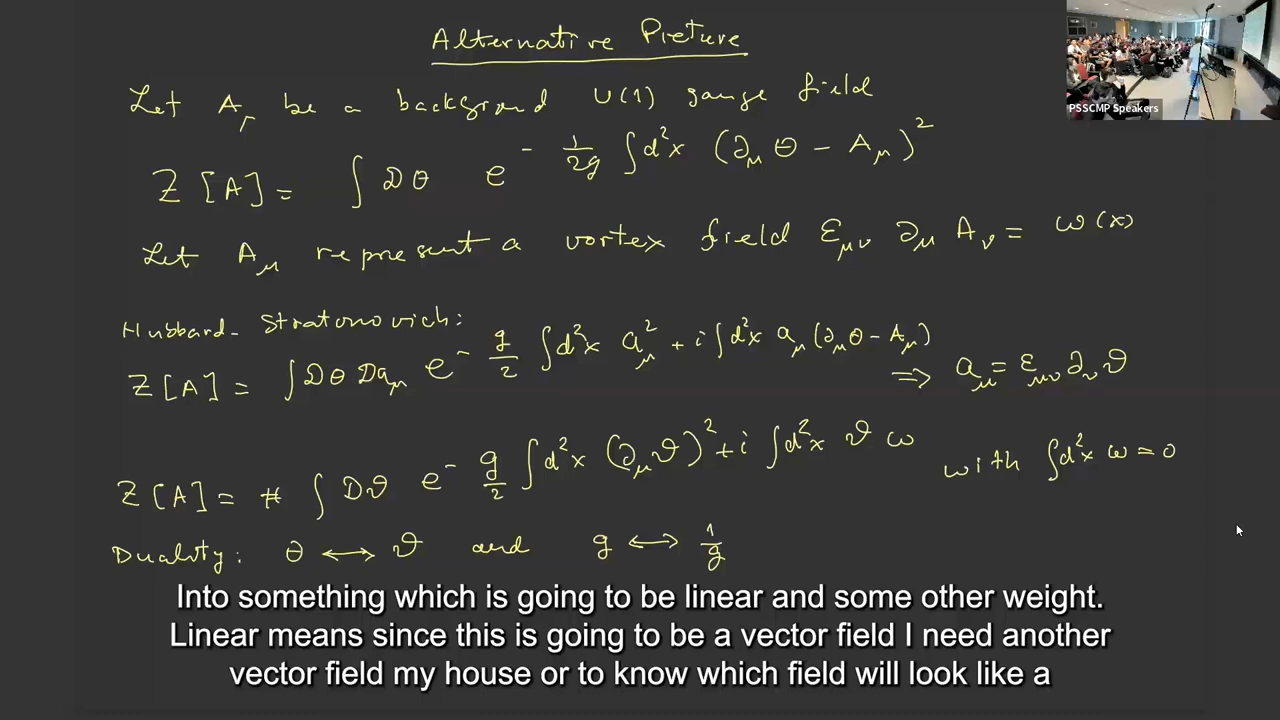 Alternative Picture
PSSCMP Speakers
Let A_μ be a background U(1) gauge field
Z[A] = ∫ Dθ e^{- 1/2g ∫d²x (∂_μ θ - A_μ)²}
Let A_μ represent a vortex field ε_μν ∂_μ A_ν = ω(x)
Hubbard-Stratonovich:
Z[A] = ∫ Dθ Da_μ e^{- g/2 ∫d²x a_μ² + i∫d²x a_μ(∂_μθ - A_μ)}
⇒ a_μ = ε_μν ∂_ν ϑ
Z[A] = # ∫ Dϑ e^{- g/2 ∫d²x (∂_μϑ)² + i ∫d²x ϑ ω} with ∫d²x ω = 0
Duality: θ ↔ ϑ and g ↔ 1/g
Into something which is going to be linear and some other weight.
Linear means since this is going to be a vector field I need another
vector field my house or to know which field will look like a